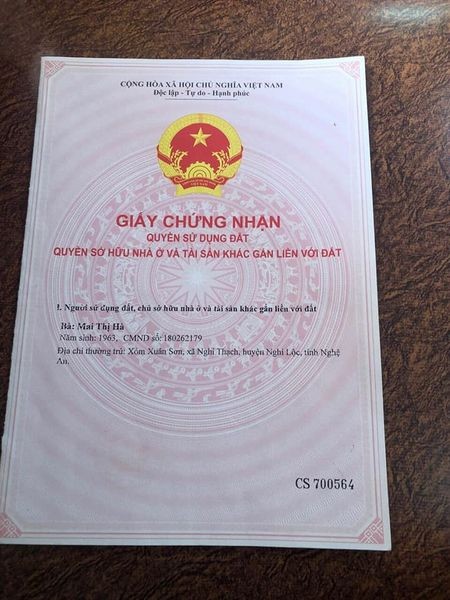 CỘNG HÒA XÃ HỘI CHỦ NGHĨA VIỆT NAM
Độc lập - Tự do - Hạnh phúc
VIỆT NAM
GIẤY CHỨNG NHẬN
QUYỀN SỬ DỤNG ĐẤT
QUYỀN SỞ HỮU NHÀ Ở VÀ TÀI SẢN KHÁC GẮN LIỀN VỚI ĐẤT
I. Người sử dụng đất, chủ sở hữu nhà ở và tài sản khác gắn liền với đất
Bà: Mai Thị Hà
Năm sinh: 1963, CMND số: 180262179
Địa chỉ thường trú: Xóm Xuân Sơn, xã Nghi Thạch, huyện Nghi Lộc, tỉnh Nghệ
An.
CS 700564